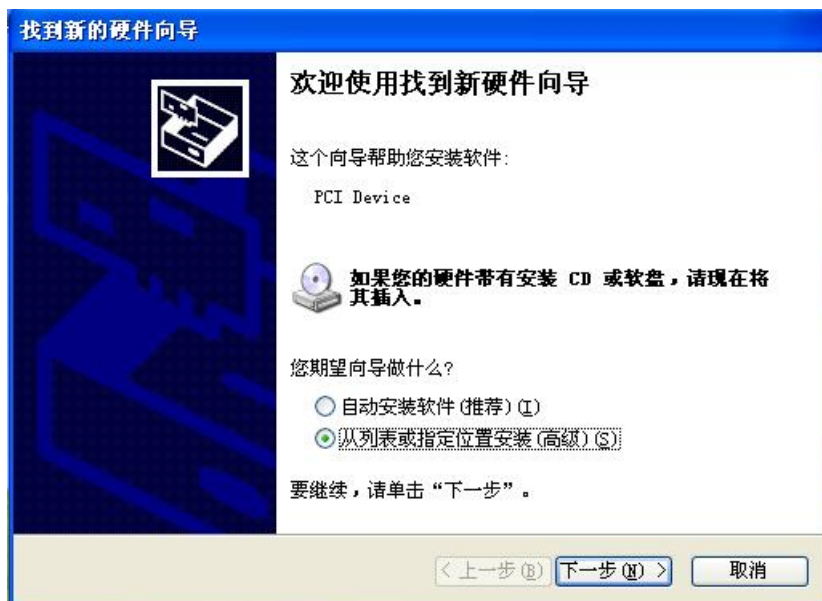 找到新的硬件向导
欢迎使用找到新硬件向导
这个向导帮助您安装软件:
PCI Device
如果您的硬件带有安装 CD 或软盘，请现在将
其插入。
您期望向导做什么?
自动安装软件(推荐)(I)
从列表或指定位置安装(高级)(S)
要继续，请单击“下一步”。
< 上一步(B)
下一步(N) >
取消